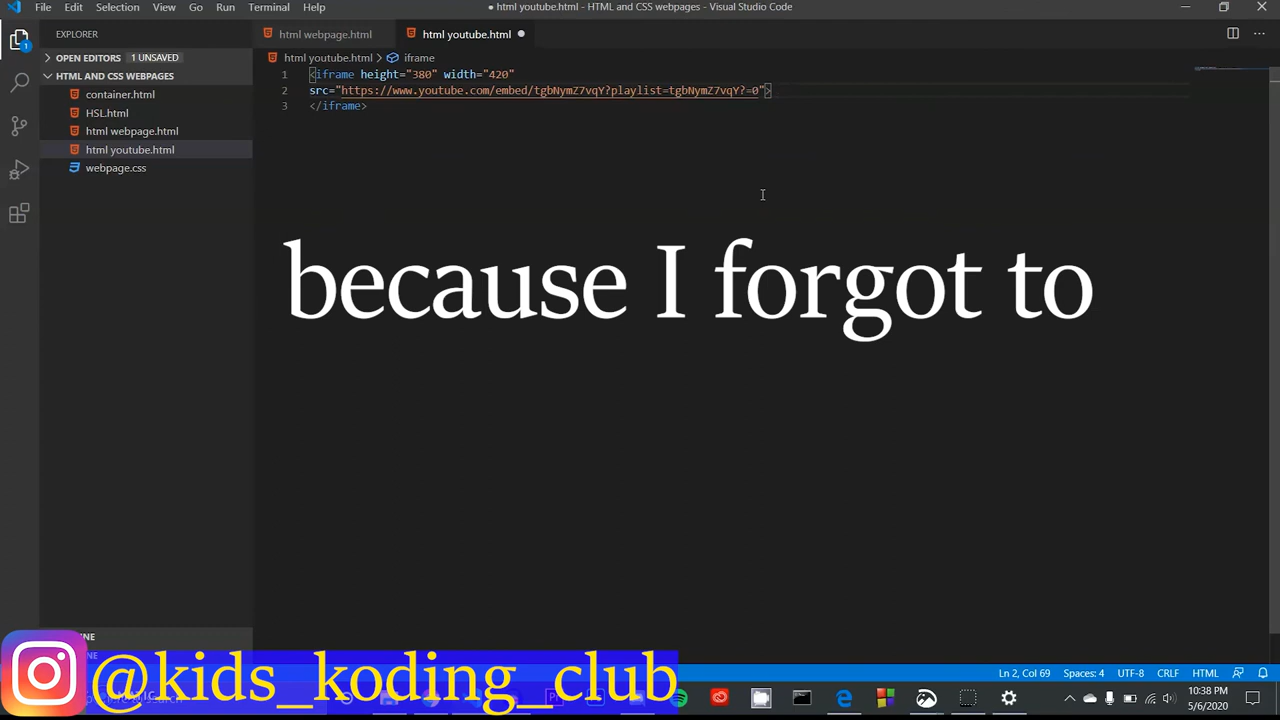 File Edit Selection View Go Run Terminal Help
● html youtube.html - HTML and CSS webpages - Visual Studio Code
EXPLORER
html webpage.html
html youtube.html
OPEN EDITORS 1 UNSAVED
html youtube.html > iframe
HTML AND CSS WEBPAGES
container.html
HSL.html
html webpage.html
html youtube.html
webpage.css
1 <iframe height="380" width="420"
2 src="https://www.youtube.com/embed/tgbNymZ7vqY?playlist=tgbNymZ7vqY?=0">
3 </iframe>
1
because I forgot to
@kids_koding_club
Ln 2, Col 69 Spaces: 4 UTF-8 CRLF HTML
10:38 PM
5/6/2020